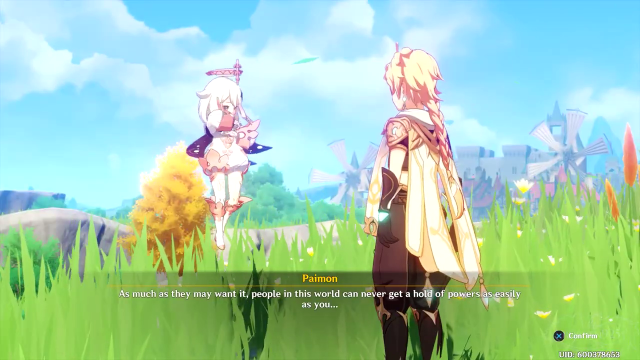 Paimon
As much as they may want it, people in this world can never get a hold of powers as easily
as you...
Confirm
UID. 600378653